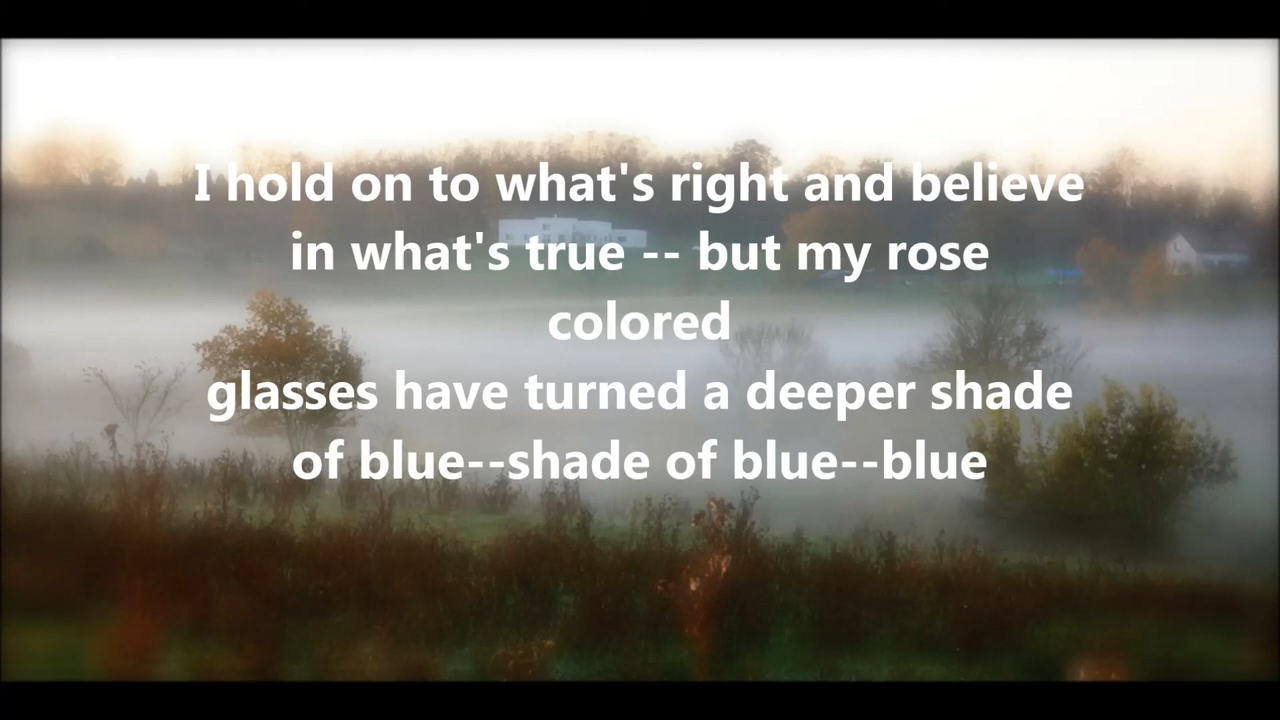 I hold on to what's right and believe
in what's true -- but my rose
colored
glasses have turned a deeper shade
of blue--shade of blue--blue